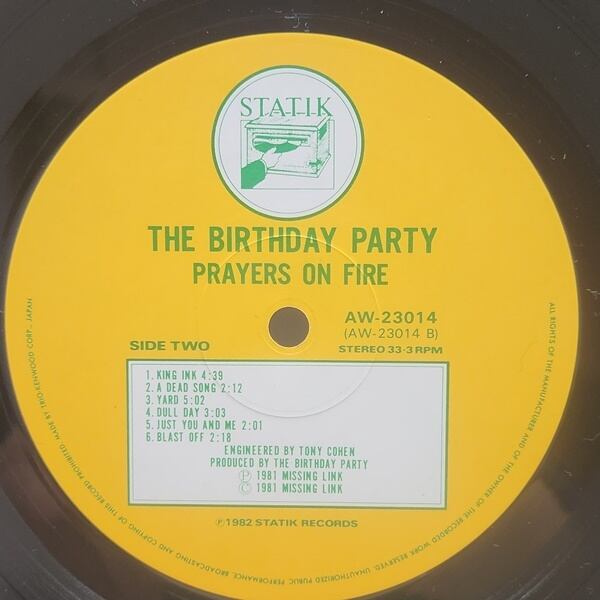 STATIK
THE BIRTHDAY PARTY
PRAYERS ON FIRE
AW-23014
(AW-23014 B)
SIDE TWO
STEREO 33·3 RPM
1. KING INK 4:39
2. A DEAD SONG 2:12
3. YARD 5:02
4. DULL DAY 3:03
5. JUST YOU AND ME 2:01
6. BLAST OFF 2:18
ENGINEERED BY TONY COHEN
PRODUCED BY THE BIRTHDAY PARTY
Ⓟ 1981 MISSING LINK
© 1981 MISSING LINK
Ⓟ1982 STATIK RECORDS
ALL RIGHTS OF THE MANUFACTURER AND OF THE OWNER OF THE RECORDED WORK RESERVED. UNAUTHORIZED PUBLIC PERFORMANCE, BROADCASTING AND COPYING OF THIS RECORD PROHIBITED. MADE BY TRIO-KENWOOD CORP., JAPAN